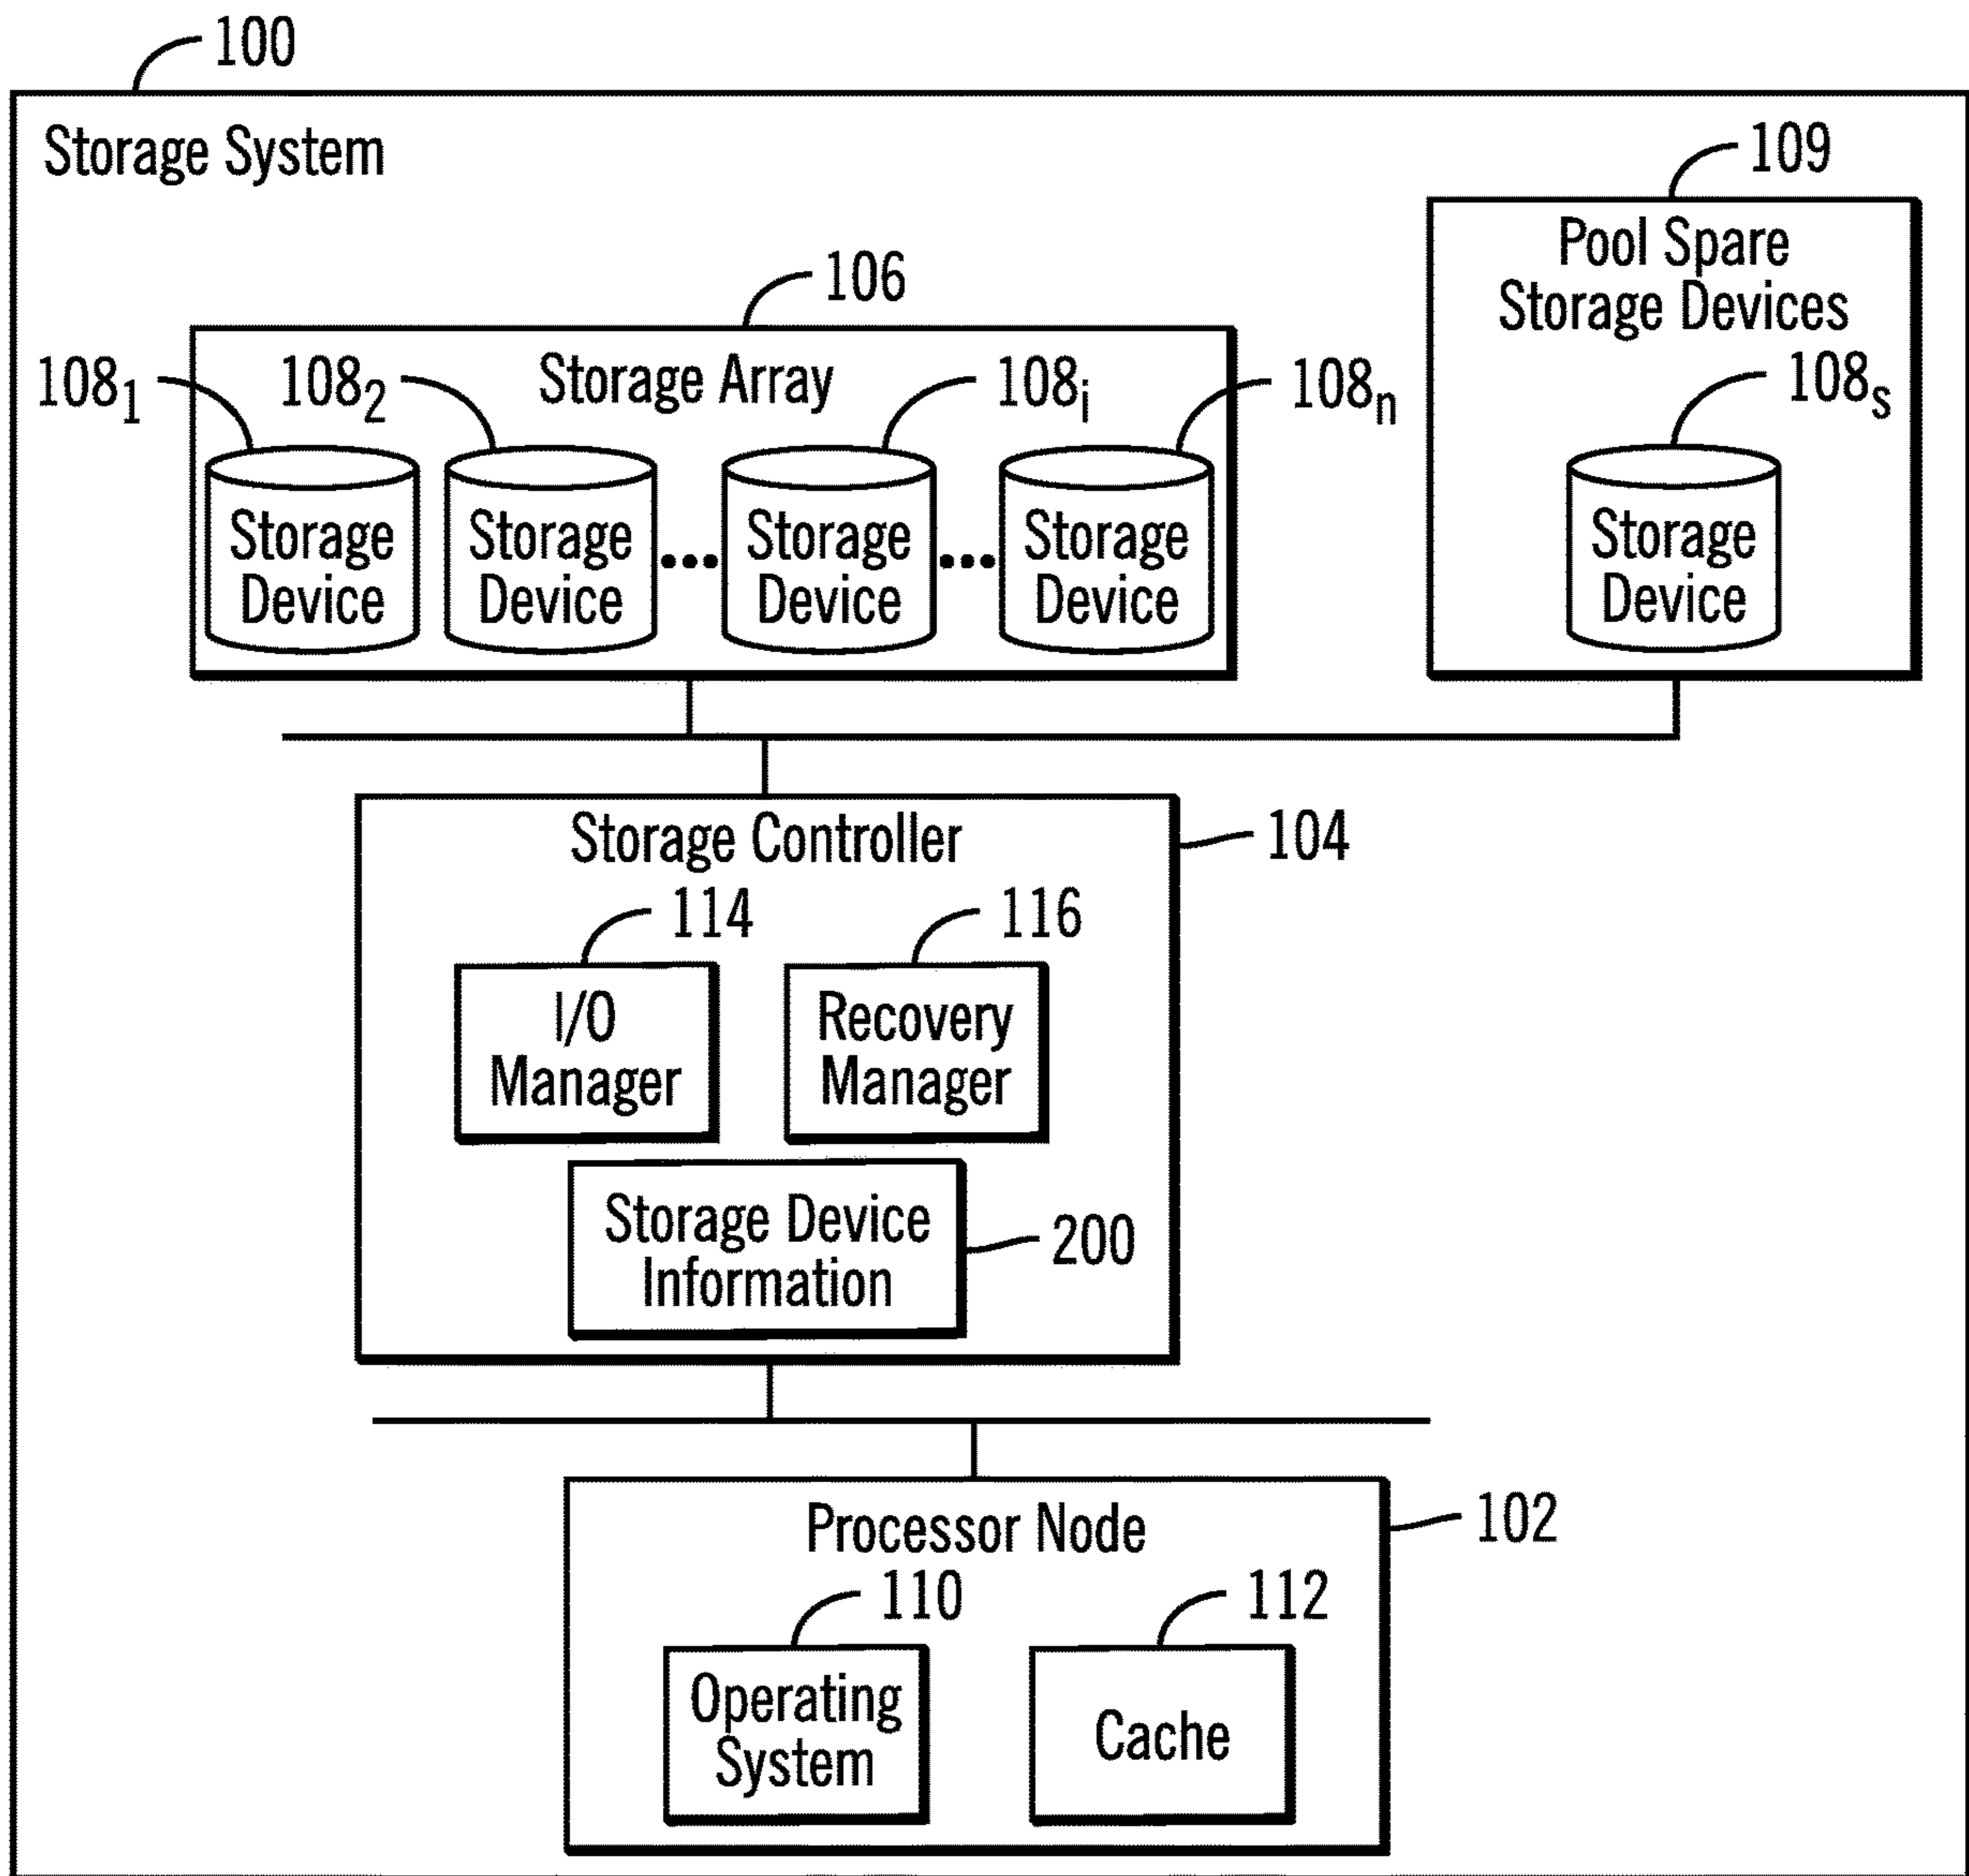 100
Storage System
109
Pool Spare
Storage Devices
106
Storage Array
108₁
108₂
108ᵢ
108ₙ
108ₛ
Storage
Device
Storage
Device
...
Storage
Device
...
Storage
Device
Storage
Device
Storage Controller
104
114
116
I/O
Manager
Recovery
Manager
Storage Device
Information
200
Processor Node
102
110
112
Operating
System
Cache